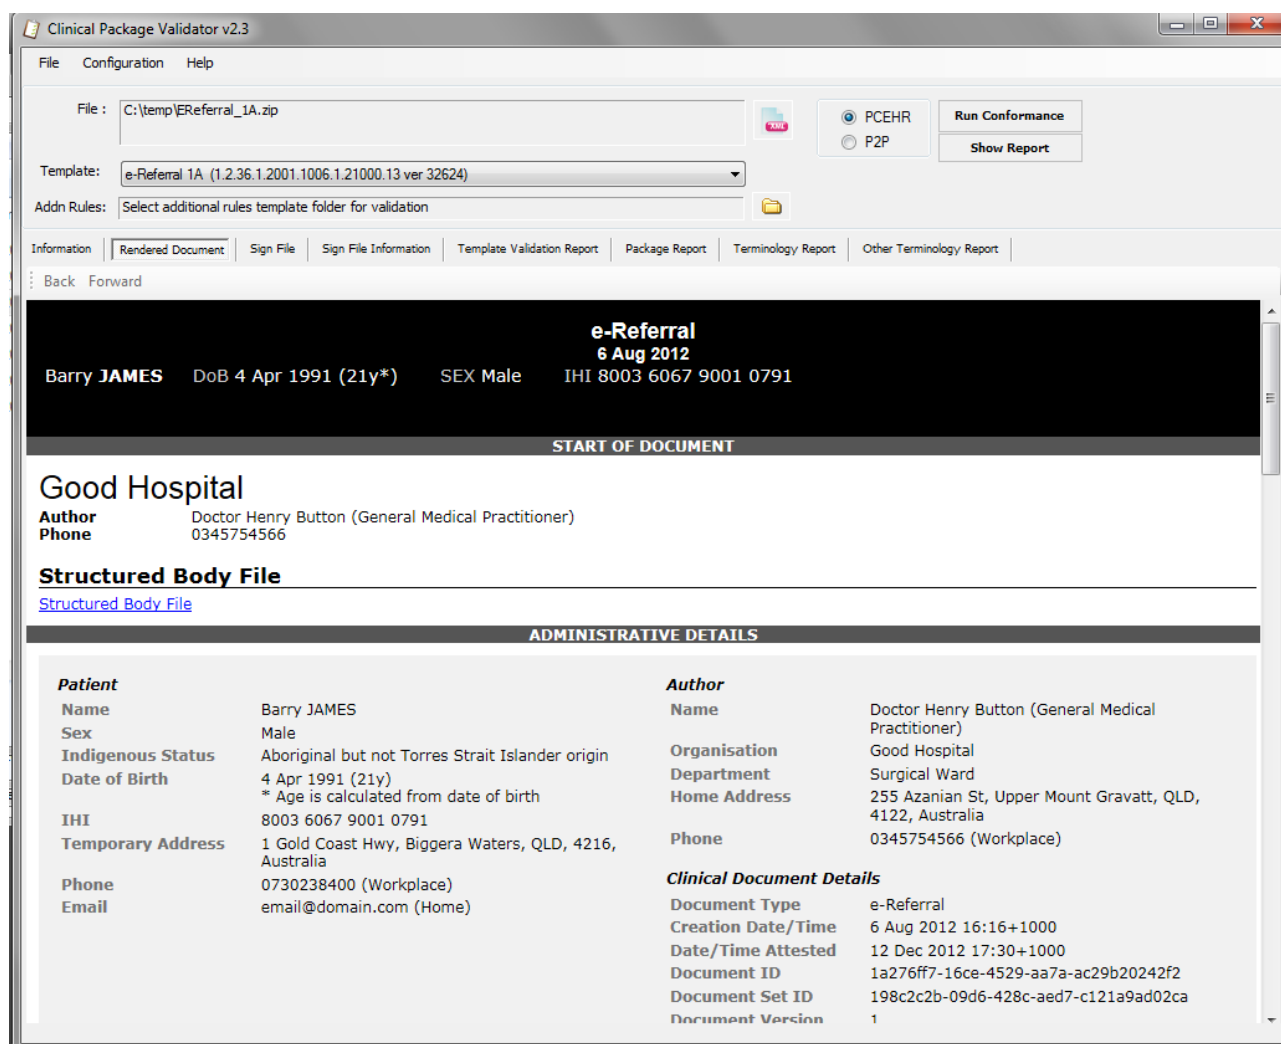 Clinical Package Validator v2.3
File Configuration Help
File : C:\temp\EReferral_1A.zip
XML
PCEHR
P2P
Run Conformance
Show Report
Template: e-Referral 1A (1.2.36.1.2001.1006.1.21000.13 ver 32624)
Addn Rules: Select additional rules template folder for validation
Information Rendered Document Sign File Sign File Information Template Validation Report Package Report Terminology Report Other Terminology Report
Back Forward
e-Referral
6 Aug 2012
Barry JAMES DoB 4 Apr 1991 (21y*) SEX Male IHI 8003 6067 9001 0791
START OF DOCUMENT
Good Hospital
Author Doctor Henry Button (General Medical Practitioner)
Phone 0345754566
Structured Body File
Structured Body File
ADMINISTRATIVE DETAILS
Patient
Name Barry JAMES
Sex Male
Indigenous Status Aboriginal but not Torres Strait Islander origin
Date of Birth 4 Apr 1991 (21y)
* Age is calculated from date of birth
IHI 8003 6067 9001 0791
Temporary Address 1 Gold Coast Hwy, Biggera Waters, QLD, 4216,
Australia
Phone 0730238400 (Workplace)
Email email@domain.com (Home)
Author
Name Doctor Henry Button (General Medical
Practitioner)
Organisation Good Hospital
Department Surgical Ward
Home Address 255 Azanian St, Upper Mount Gravatt, QLD,
4122, Australia
Phone 0345754566 (Workplace)
Clinical Document Details
Document Type e-Referral
Creation Date/Time 6 Aug 2012 16:16+1000
Date/Time Attested 12 Dec 2012 17:30+1000
Document ID 1a276ff7-16ce-4529-aa7a-ac29b20242f2
Document Set ID 198c2c2b-09d6-428c-aed7-c121a9ad02ca
Document Version 1